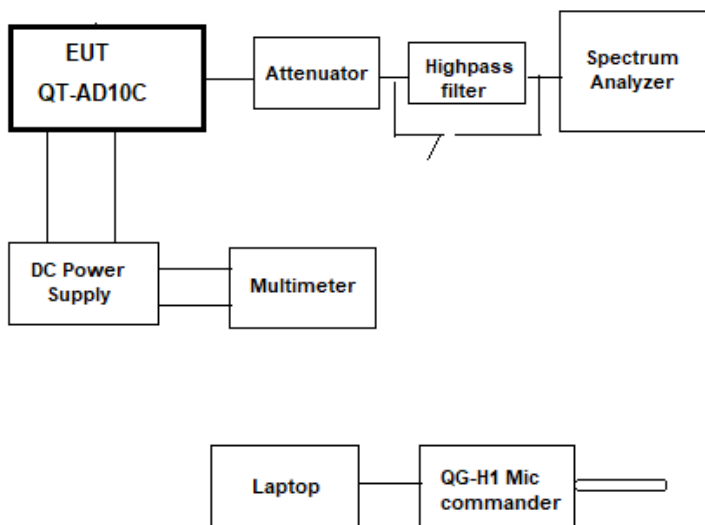 EUT
QT-AD10C
Attenuator
Highpass
filter
Spectrum
Analyzer
DC Power
Supply
Multimeter
Laptop
QG-H1 Mic
commander